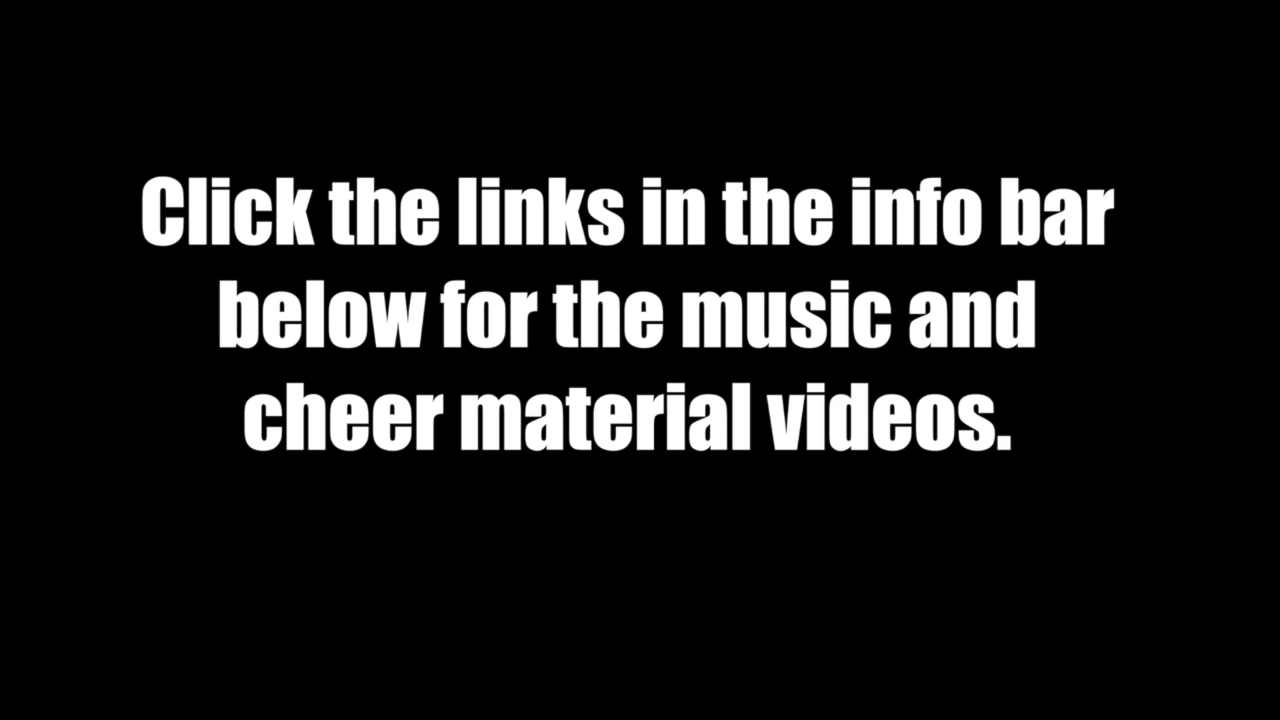 Click the links in the info bar
below for the music and
cheer material videos.